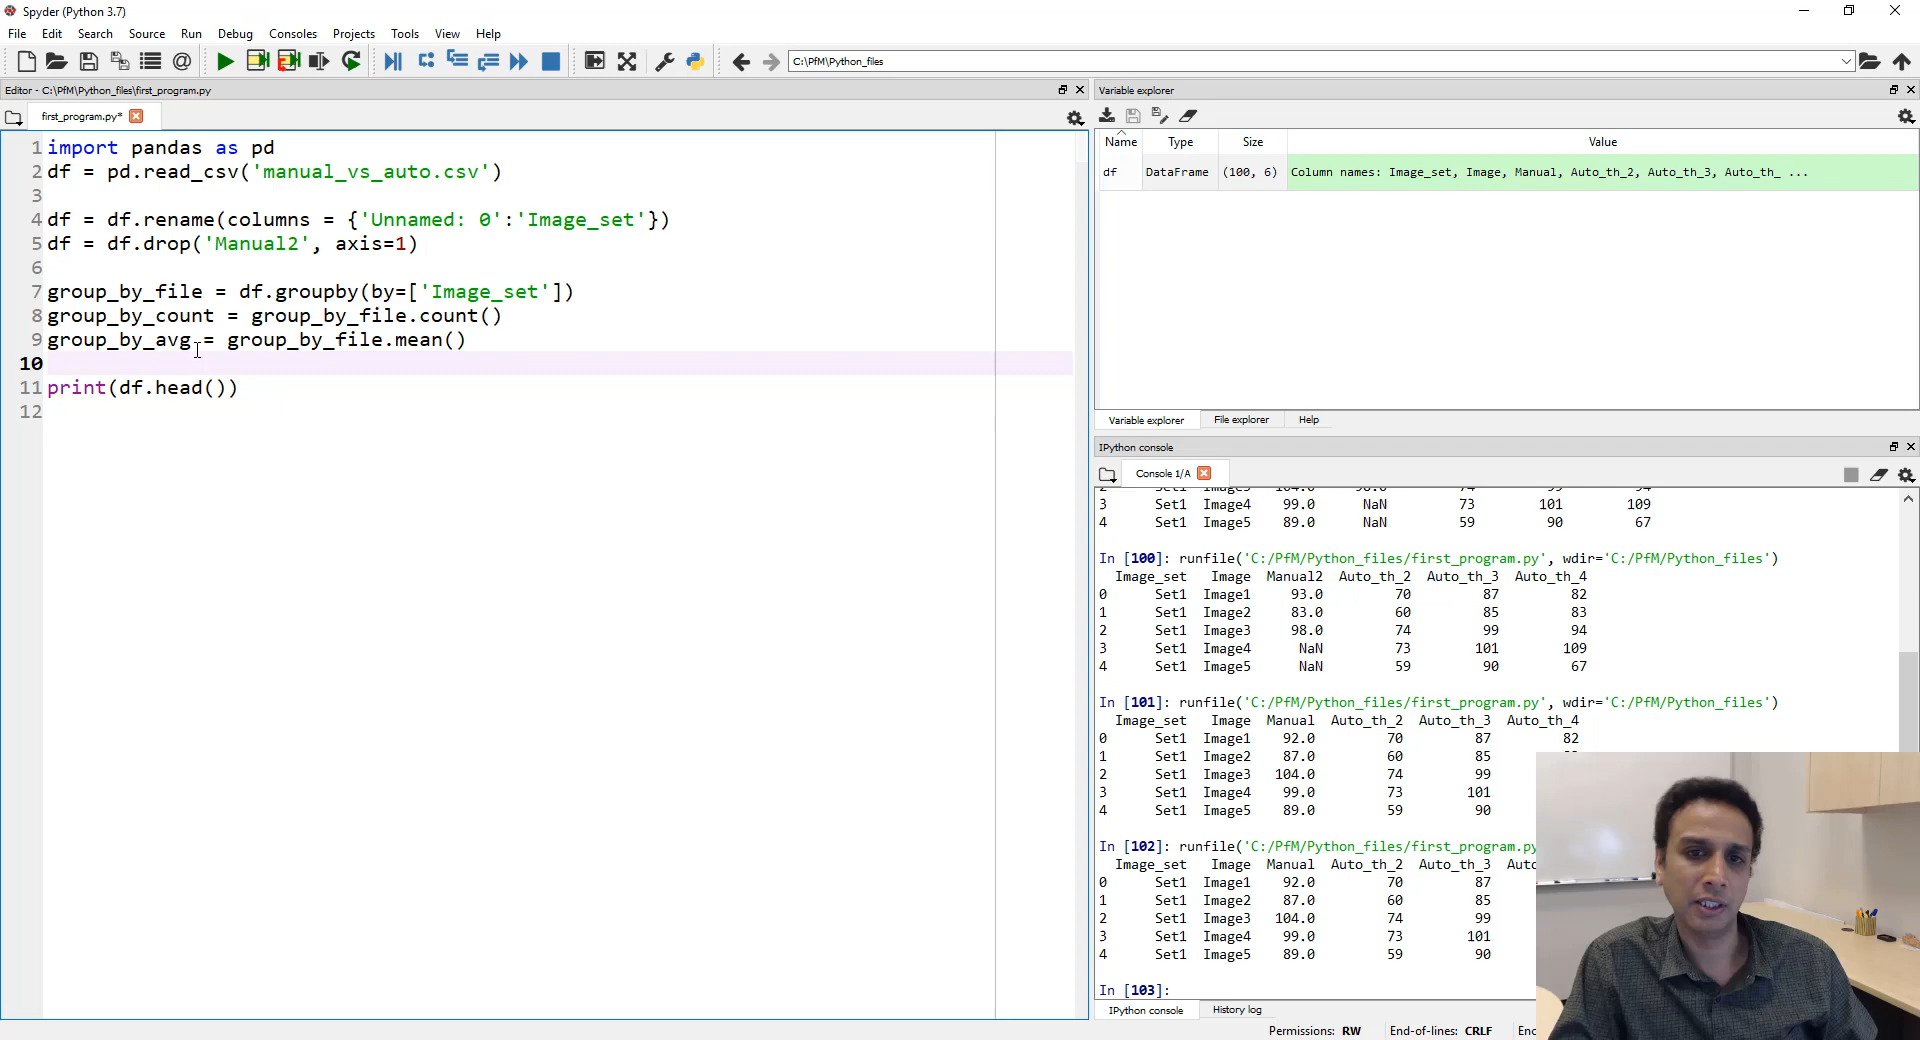 Spyder (Python 3.7)
File Edit Search Source Run Debug Consoles Projects Tools View Help
C:\PfM\Python_files
Editor - C:\PfM\Python_files\first_program.py
first_program.py*
1 import pandas as pd
2 df = pd.read_csv('manual_vs_auto.csv')
3
4 df = df.rename(columns = {'Unnamed: 0':'Image_set'})
5 df = df.drop('Manual2', axis=1)
6
7 group_by_file = df.groupby(by=['Image_set'])
8 group_by_count = group_by_file.count()
9 group_by_avg = group_by_file.mean()
10
11 print(df.head())
12
Variable explorer
Name Type Size Value
df DataFrame (100, 6) Column names: Image_set, Image, Manual, Auto_th_2, Auto_th_3, Auto_th_ ...
Variable explorer File explorer Help
IPython console
Console 1/A
3 Set1 Image4 99.0 NaN 73 101 109
4 Set1 Image5 89.0 NaN 59 90 67
In [100]: runfile('C:/PfM/Python_files/first_program.py', wdir='C:/PfM/Python_files')
Image_set Image Manual2 Auto_th_2 Auto_th_3 Auto_th_4
0 Set1 Image1 93.0 70 87 82
1 Set1 Image2 83.0 60 85 83
2 Set1 Image3 98.0 74 99 94
3 Set1 Image4 NaN 73 101 109
4 Set1 Image5 NaN 59 90 67
In [101]: runfile('C:/PfM/Python_files/first_program.py', wdir='C:/PfM/Python_files')
Image_set Image Manual Auto_th_2 Auto_th_3 Auto_th_4
0 Set1 Image1 92.0 70 87 82
1 Set1 Image2 87.0 60 85
2 Set1 Image3 104.0 74 99
3 Set1 Image4 99.0 73 101
4 Set1 Image5 89.0 59 90
In [102]: runfile('C:/PfM/Python_files/first_program.py
Image_set Image Manual Auto_th_2 Auto_th_3 Auto
0 Set1 Image1 92.0 70 87
1 Set1 Image2 87.0 60 85
2 Set1 Image3 104.0 74 99
3 Set1 Image4 99.0 73 101
4 Set1 Image5 89.0 59 90
In [103]:
IPython console History log
Permissions: RW End-of-lines: CRLF Enc